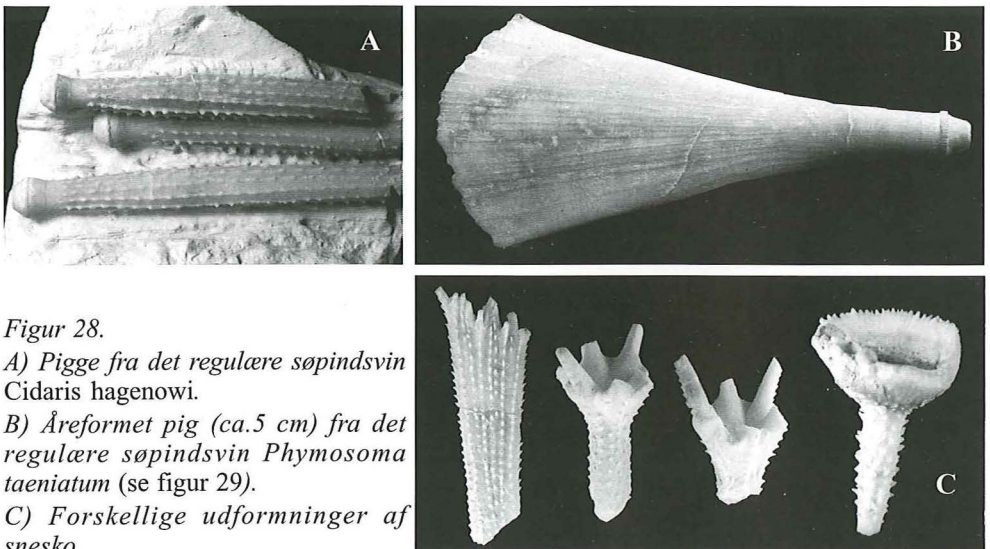 A
B
Figur 28.
A) Pigge fra det regulære søpindsvin
Cidaris hagenowi.
B) Åreformet pig (ca.5 cm) fra det
regulære søpindsvin Phymosoma
taeniatum (se figur 29).
C) Forskellige udformninger af
snesko
C